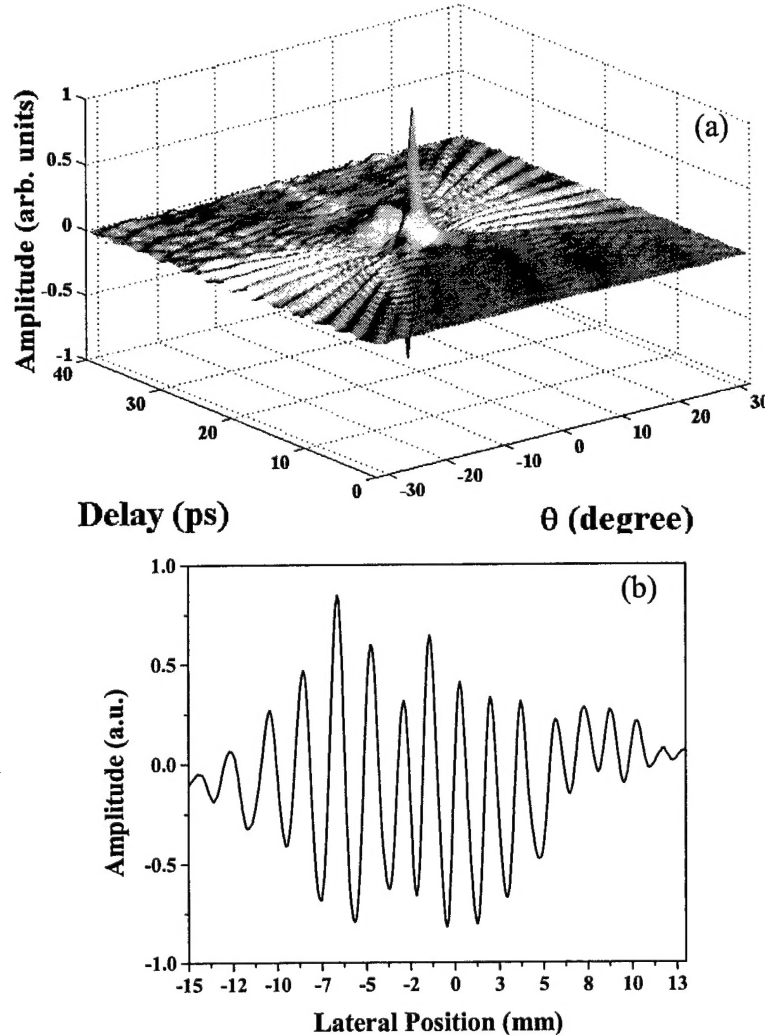 (a)
Amplitude (arb. units)
1
0.5
0
-0.5
-1
40
30
20
10
0
-30
-20
-10
0
10
20
30
Delay (ps)
θ (degree)
(b)
Amplitude (a.u.)
1.0
0.5
0.0
-0.5
-1.0
-15 -12 -10 -7 -5 -2 0 3 5 8 10 13
Lateral Position (mm)